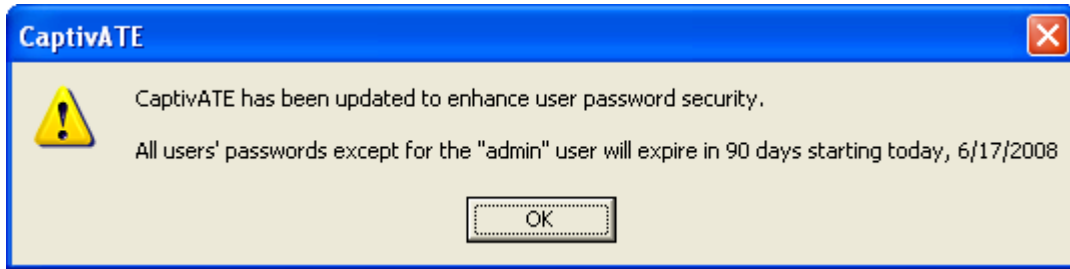 CaptivATE
CaptivATE has been updated to enhance user password security.
All users' passwords except for the "admin" user will expire in 90 days starting today, 6/17/2008
OK